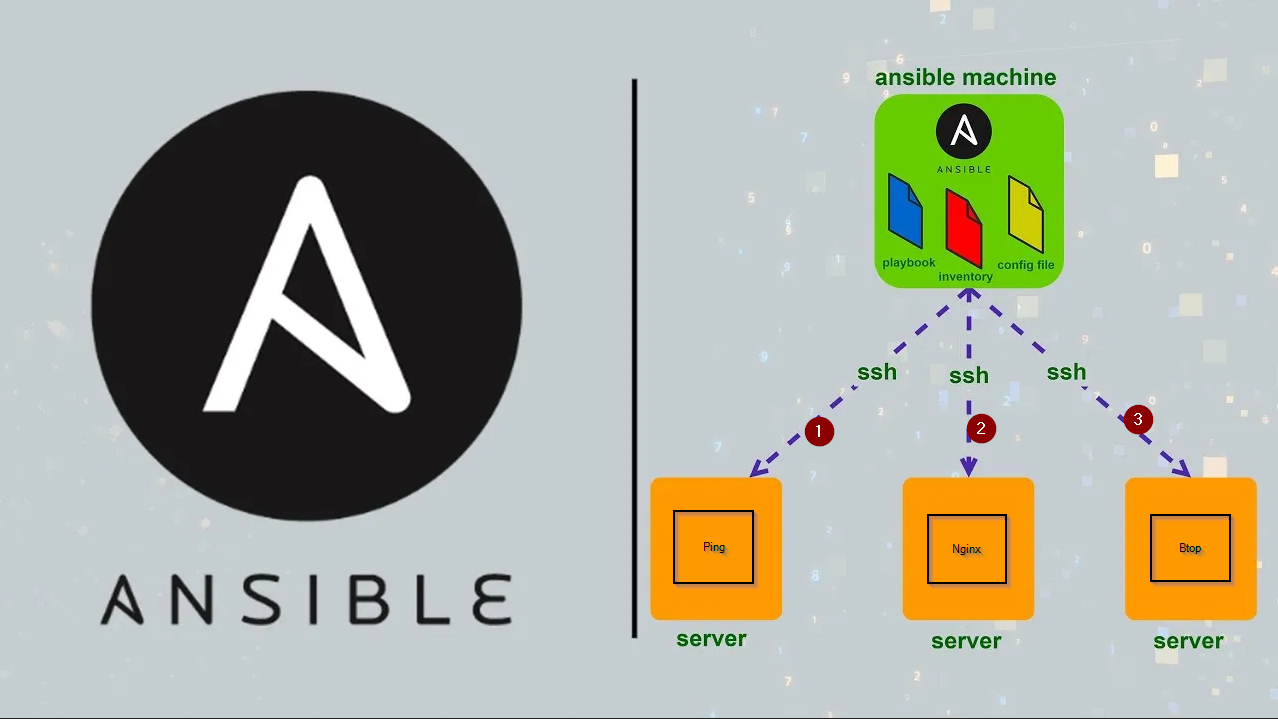 ANSIBLE
ansible machine
ANSIBLE
playbook
inventory
config file
ssh
ssh
ssh
1
2
3
Ping
Nginx
Btop
server
server
server